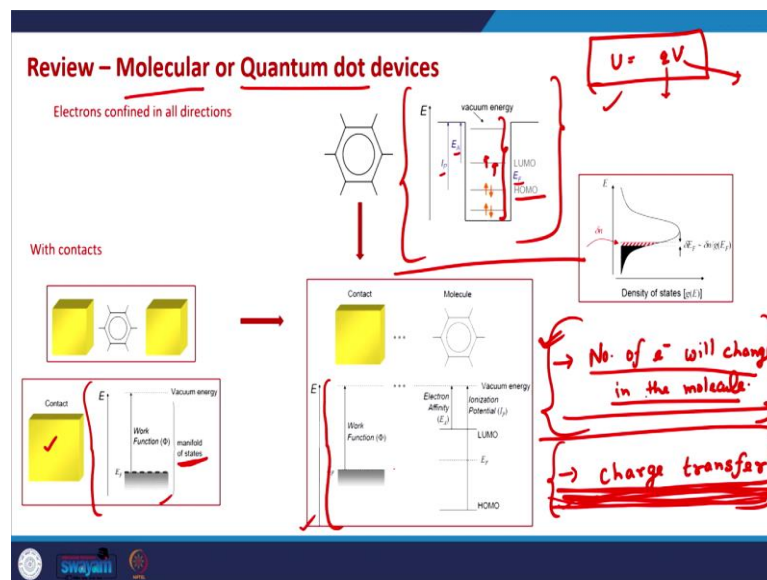 Review – Molecular or Quantum dot devices
U = qV
Electrons confined in all directions
E
vacuum energy
E_A
I_P
LUMO
E_F
HOMO
With contacts
E
δn
δE_F ~ δn/g(E_F)
Density of states [g(E)]
Contact
Molecule
→ No. of e⁻ will change
in the molecule.
→ charge transfer
Contact
E
Vacuum energy
Work
Function (Φ)
manifold
of states
E_F
E
Vacuum energy
Work
Function (Φ)
Electron
Affinity
(E_A)
Ionization
Potential (I_P)
LUMO
E_F
HOMO
swayam